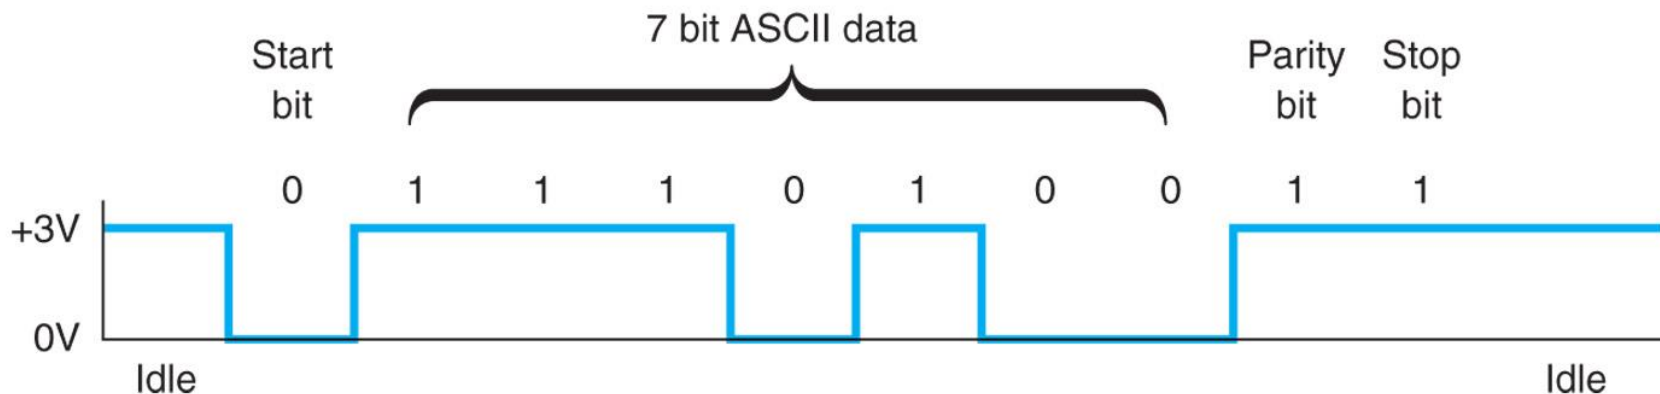 7 bit ASCII data
Start
bit
Parity
bit
Stop
bit
0 1 1 1 0 1 0 0 1 1
+3V
0V
Idle
Idle